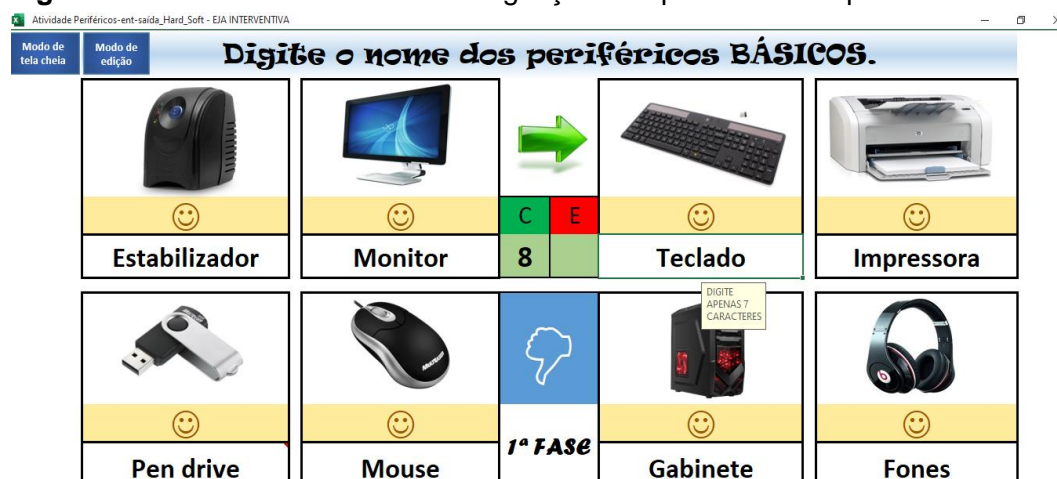 Atividade Periféricos-ent-saída_Hard_Soft - EJA INTERVENTIVA
Modo de
tela cheia
Modo de
edição
Digite o nome dos periféricos BÁSICOS.
C E
Estabilizador
Monitor
8
Teclado
Impressora
DIGITE
APENAS 7
CARACTERES
1ª FASE
Pen drive
Mouse
Gabinete
Fones